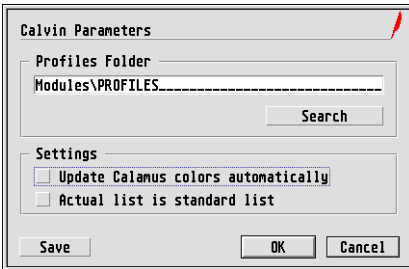 Calvin Parameters
Profiles Folder
Modules\PROFILES______________________________
Search
Settings
Update Calamus colors automatically
Actual list is standard list
Save
OK
Cancel